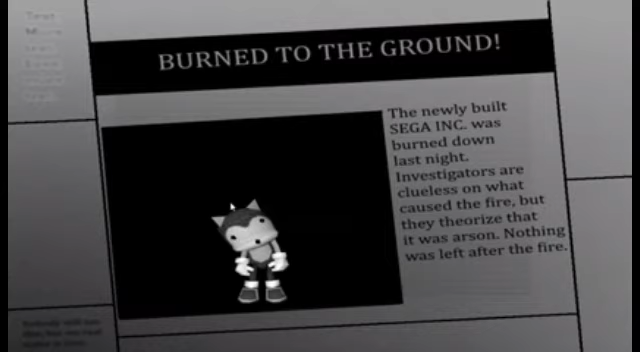 BURNED TO THE GROUND!
The newly built
SEGA INC. was
burned down
last night.
Investigators are
clueless on what
caused the fire, but
they theorize that
it was arson. Nothing
was left after the fire.